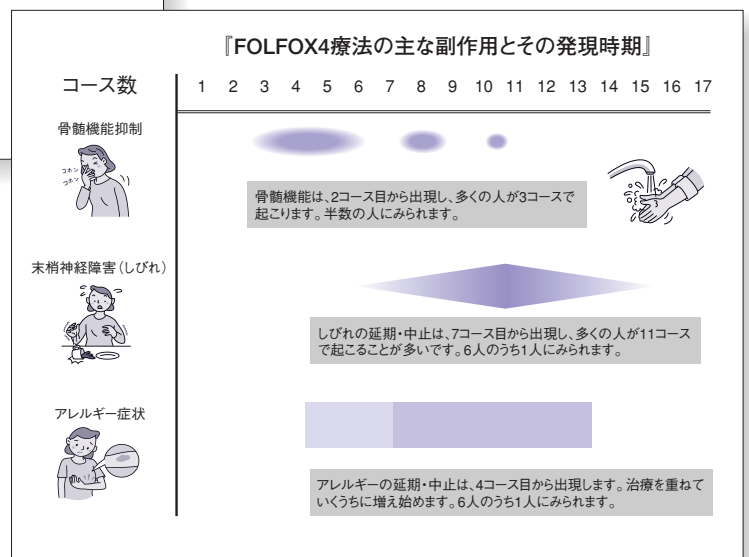 『FOLFOX4療法の主な副作用とその発現時期』
コース数 1 2 3 4 5 6 7 8 9 10 11 12 13 14 15 16 17
骨髄機能抑制
コホン
コホン
骨髄機能は、2コース目から出現し、多くの人が3コースで
起こります。半数の人にみられます。
末梢神経障害(しびれ)
しびれの延期・中止は、7コース目から出現し、多くの人が11コース
で起こることが多いです。6人のうち1人にみられます。
アレルギー症状
アレルギーの延期・中止は、4コース目から出現します。治療を重ねて
いくうちに増え始めます。6人のうち1人にみられます。